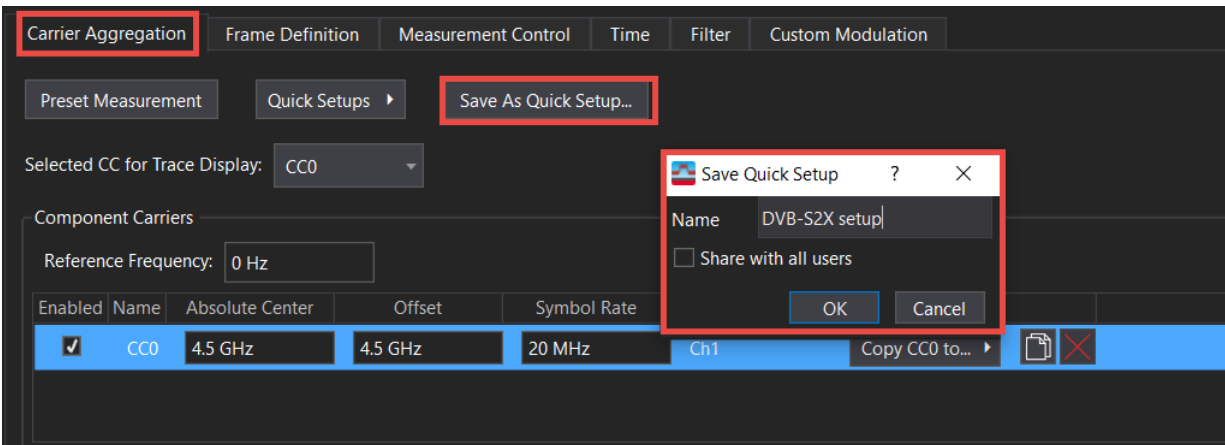 Carrier Aggregation Frame Definition Measurement Control Time Filter Custom Modulation
Preset Measurement Quick Setups Save As Quick Setup...
Selected CC for Trace Display: CC0
Save Quick Setup ?
Name DVB-S2X setup
Share with all users
OK Cancel
Component Carriers
Reference Frequency: 0 Hz
Enabled Name Absolute Center Offset Symbol Rate
CC0 4.5 GHz 4.5 GHz 20 MHz Ch1 Copy CC0 to...